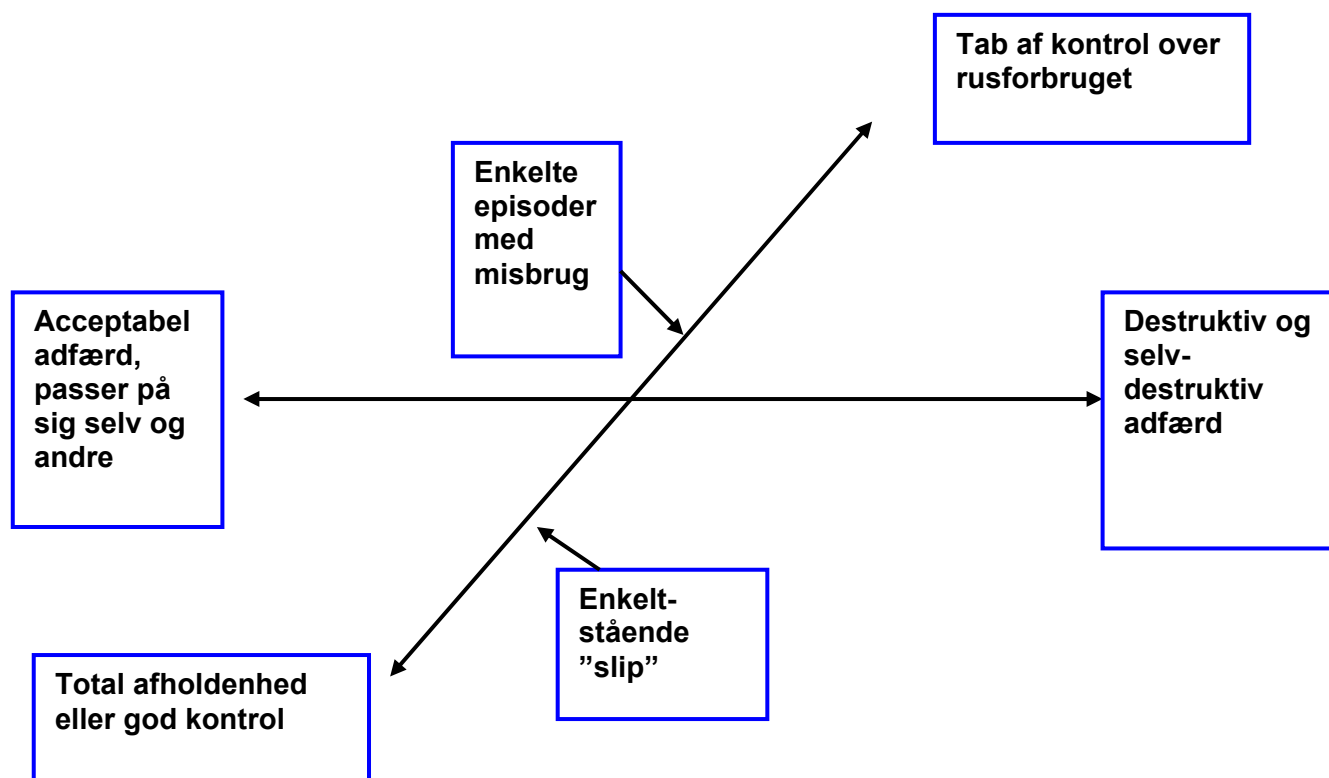 Tab af kontrol over
rusforbruget
Enkelte
episoder
med
misbrug
Acceptabel
adfærd,
passer på
sig selv og
andre
Destruktiv og
selv-
destruktiv
adfærd
Enkelt-
stående
”slip”
Total afholdenhed
eller god kontrol